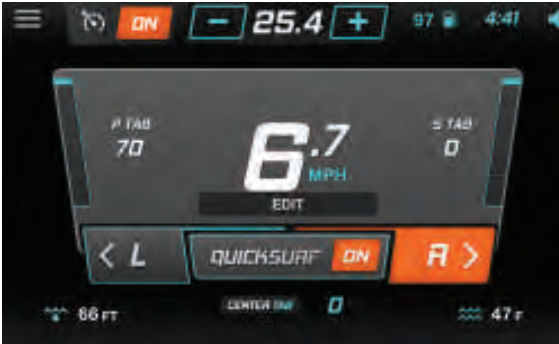 ON − 25.4 + 97 4:41
P TAB 6.7 S TAB
70 MPH 0
EDIT
< L QUICKSURF ON R >
CENTER TAB 0
66 FT 47 F